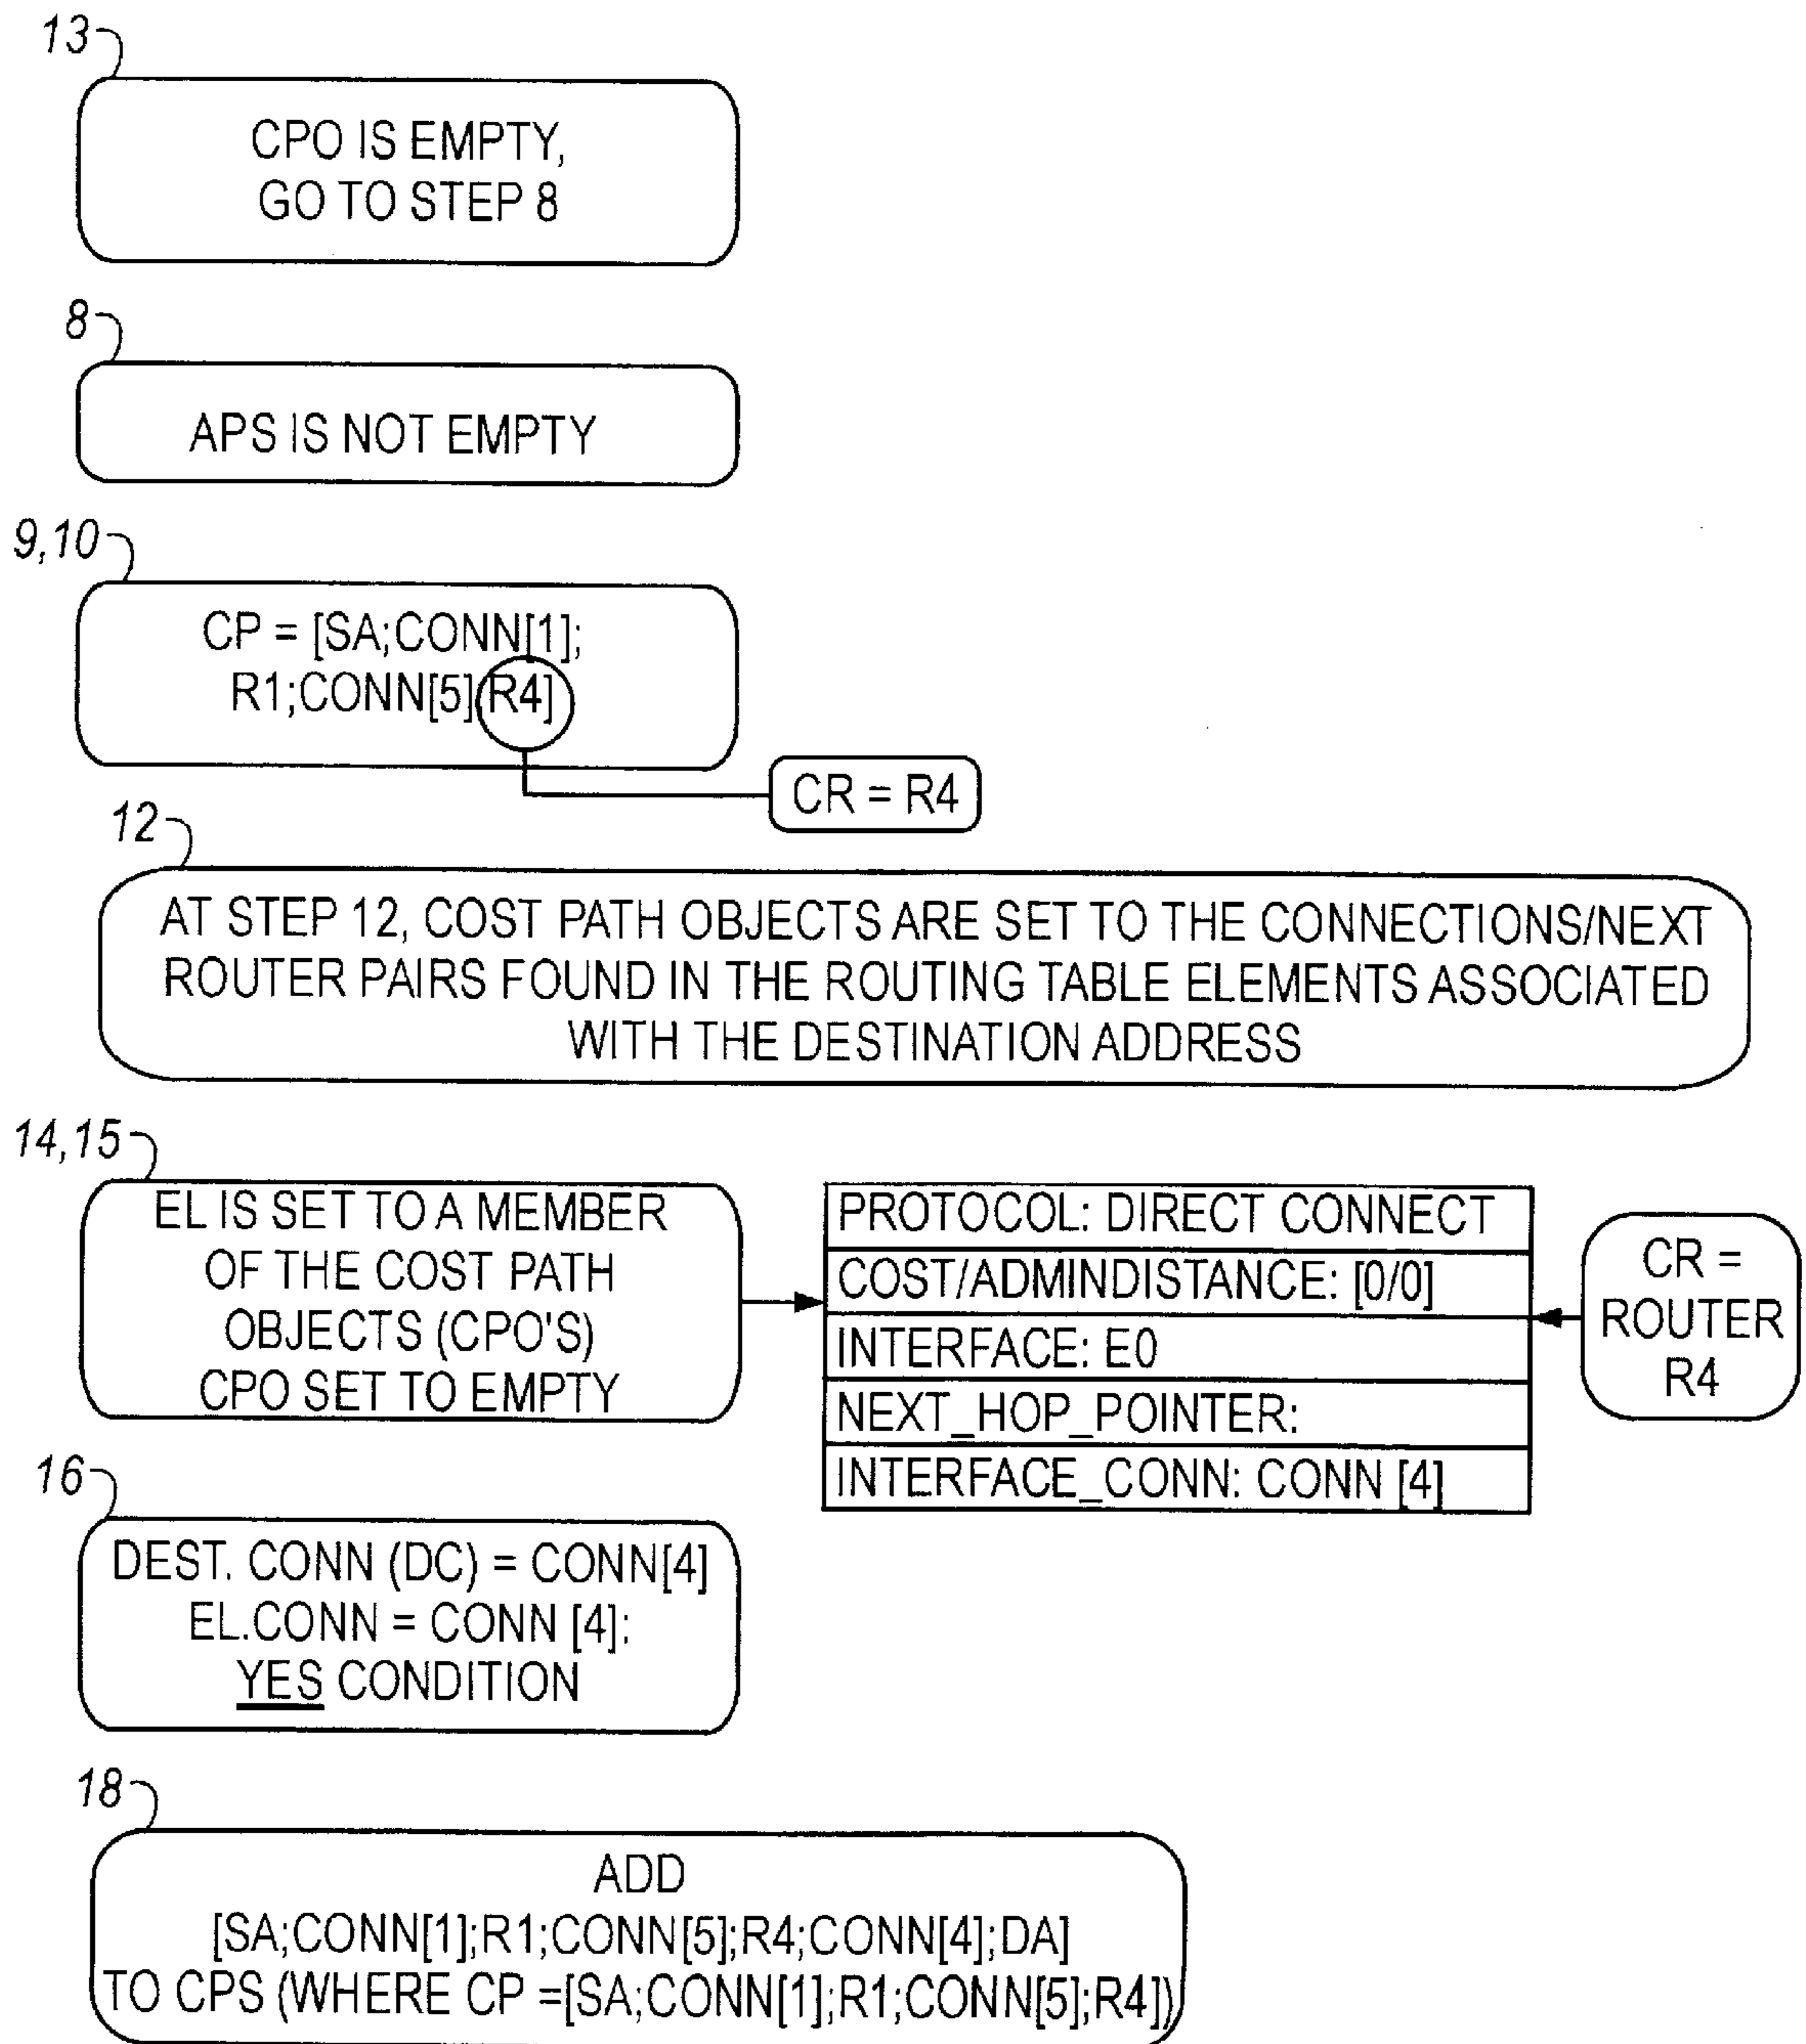 13
CPO IS EMPTY,
GO TO STEP 8
8
APS IS NOT EMPTY
9,10
CP = [SA;CONN[1];
R1;CONN[5] R4]
CR = R4
12
AT STEP 12, COST PATH OBJECTS ARE SET TO THE CONNECTIONS/NEXT
ROUTER PAIRS FOUND IN THE ROUTING TABLE ELEMENTS ASSOCIATED
WITH THE DESTINATION ADDRESS
14,15
EL IS SET TO A MEMBER
OF THE COST PATH
OBJECTS (CPO'S)
CPO SET TO EMPTY
PROTOCOL: DIRECT CONNECT
COST/ADMINDISTANCE: [0/0]
INTERFACE: E0
NEXT_HOP_POINTER:
INTERFACE_CONN: CONN [4]
CR =
ROUTER
R4
16
DEST. CONN (DC) = CONN[4]
EL.CONN = CONN [4]:
YES CONDITION
18
ADD
[SA;CONN[1];R1;CONN[5];R4;CONN[4];DA]
TO CPS (WHERE CP =[SA;CONN[1];R1;CONN[5];R4])